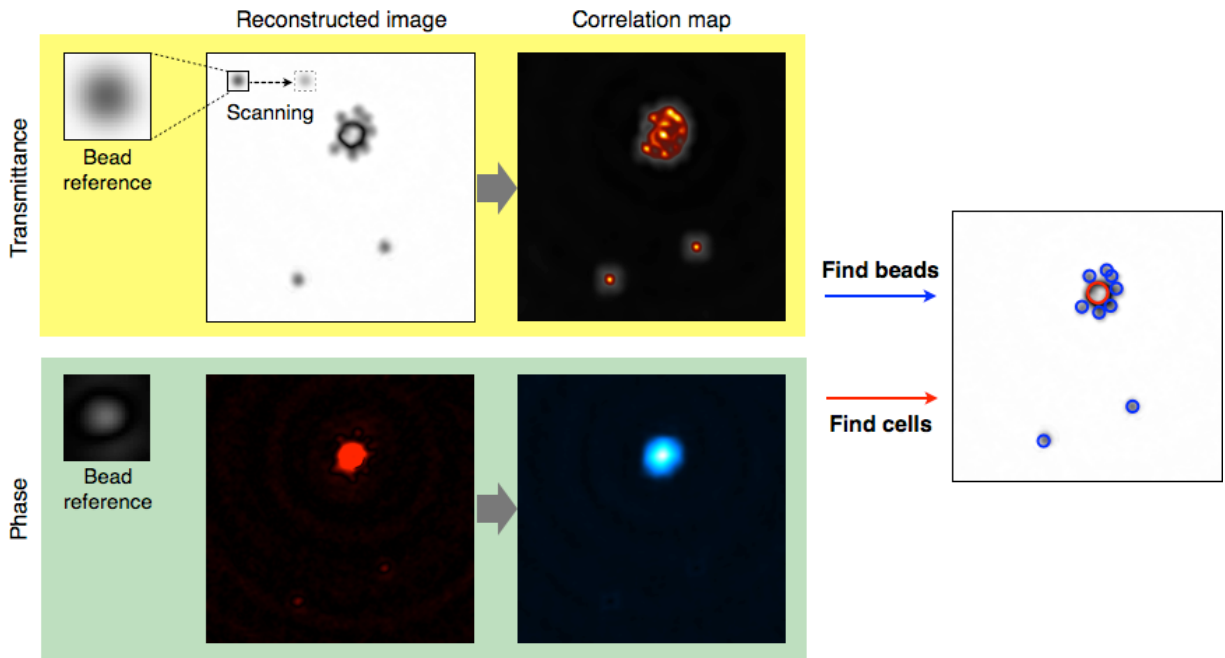 Reconstructed image
Correlation map
Transmittance
Bead
reference
Scanning
Find beads
Find cells
Phase
Bead
reference